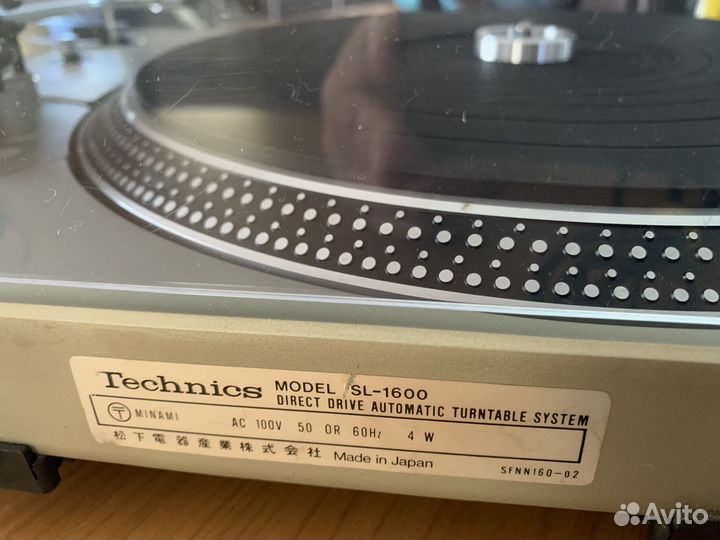 Technics MODEL SL-1600
DIRECT DRIVE AUTOMATIC TURNTABLE SYSTEM
〒 MINAMI AC 100V 50 OR 60Hz 4 W
松下電器産業株式会社 Made in Japan SFNN160-02
Avito